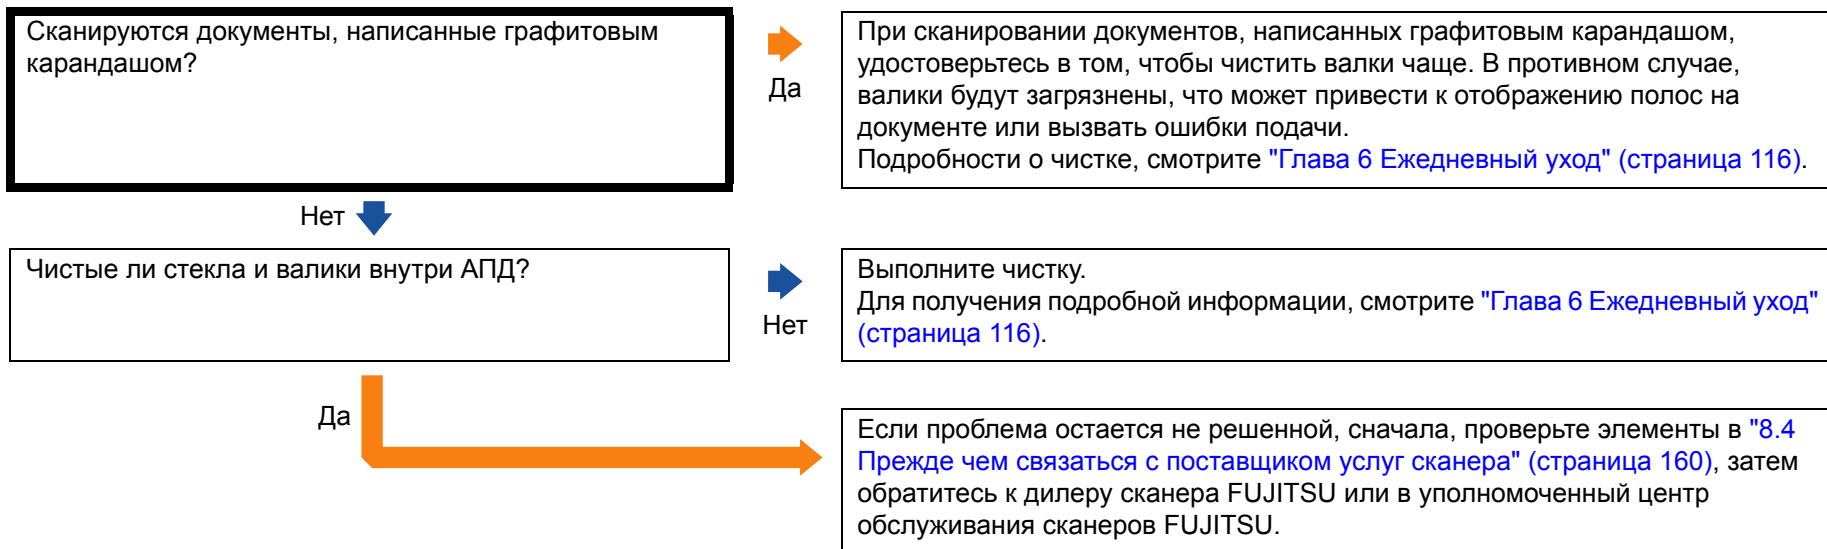 Сканируются документы, написанные графитовым
карандашом?
Да
При сканировании документов, написанных графитовым карандашом,
удостоверьтесь в том, чтобы чистить валки чаще. В противном случае,
валики будут загрязнены, что может привести к отображению полос на
документе или вызвать ошибки подачи.
Подробности о чистке, смотрите "Глава 6 Ежедневный уход" (страница 116).
Нет
Чистые ли стекла и валики внутри АПД?
Нет
Выполните чистку.
Для получения подробной информации, смотрите "Глава 6 Ежедневный уход"
(страница 116).
Да
Если проблема остается не решенной, сначала, проверьте элементы в "8.4
Прежде чем связаться с поставщиком услуг сканера" (страница 160), затем
обратитесь к дилеру сканера FUJITSU или в уполномоченный центр
обслуживания сканеров FUJITSU.